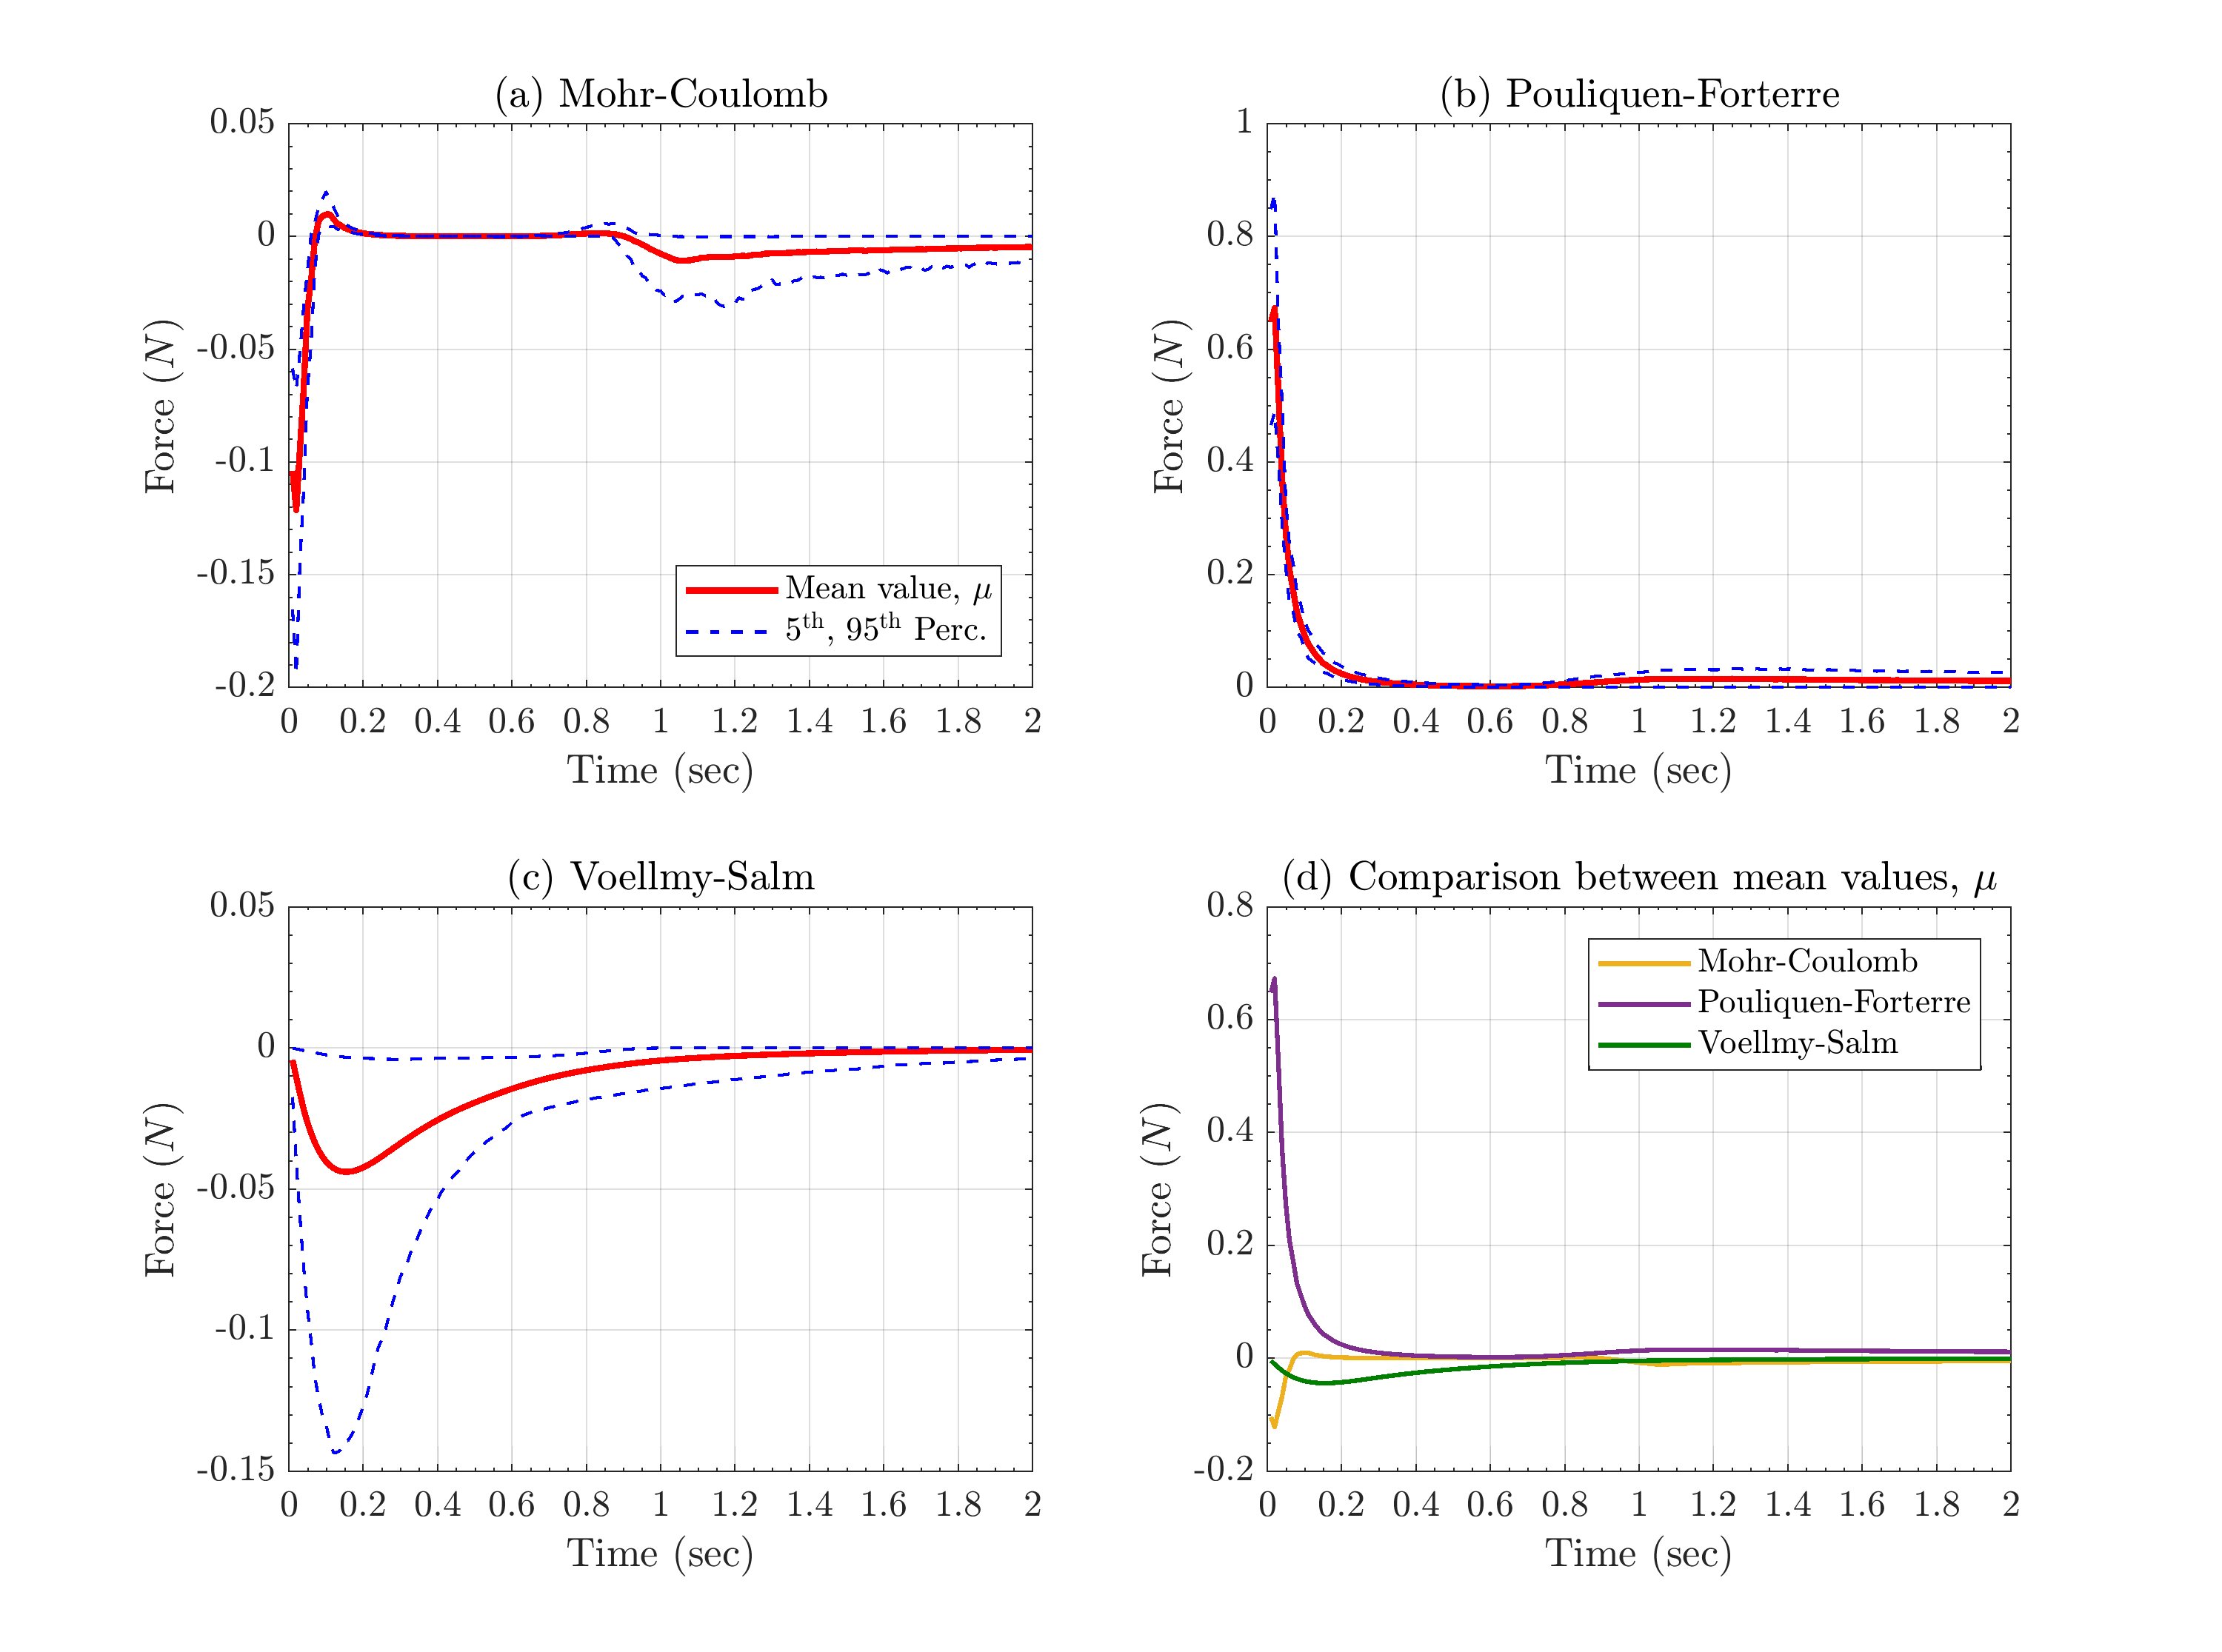 (a) Mohr-Coulomb
0.05
0
-0.05
-0.1
-0.15
-0.2
Force (N)
Mean value, μ
5th, 95th Perc.
0 0.2 0.4 0.6 0.8 1 1.2 1.4 1.6 1.8 2
Time (sec)
(b) Pouliquen-Forterre
1
0.8
0.6
0.4
0.2
0
Force (N)
0 0.2 0.4 0.6 0.8 1 1.2 1.4 1.6 1.8 2
Time (sec)
(c) Voellmy-Salm
0.05
0
-0.05
-0.1
-0.15
Force (N)
0 0.2 0.4 0.6 0.8 1 1.2 1.4 1.6 1.8 2
Time (sec)
(d) Comparison between mean values, μ
0.8
0.6
0.4
0.2
0
-0.2
Force (N)
Mohr-Coulomb
Pouliquen-Forterre
Voellmy-Salm
0 0.2 0.4 0.6 0.8 1 1.2 1.4 1.6 1.8 2
Time (sec)